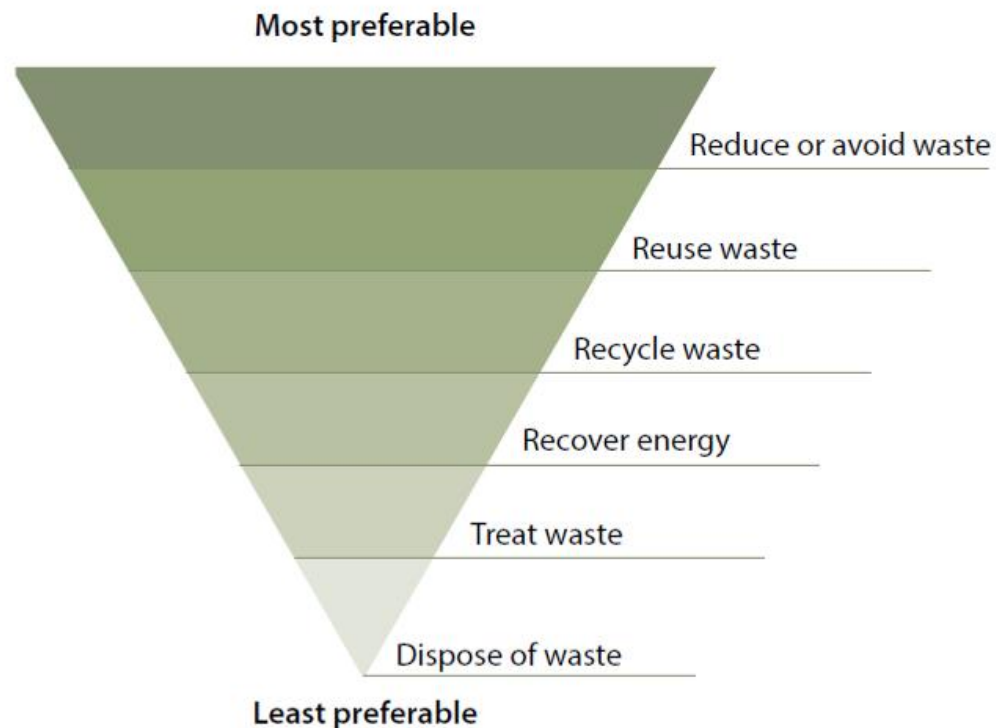 Most preferable
Reduce or avoid waste
Reuse waste
Recycle waste
Recover energy
Treat waste
Dispose of waste
Least preferable